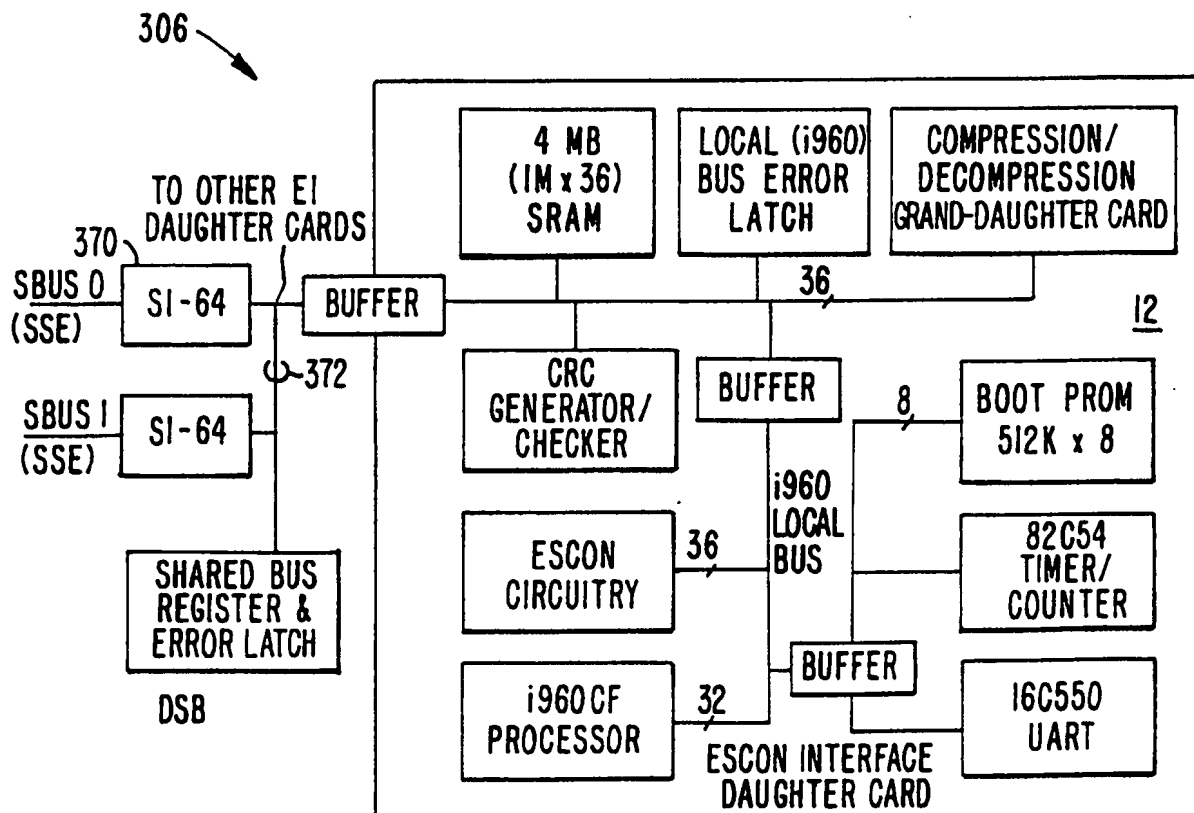 306
4 MB
(1M x 36)
SRAM
LOCAL (i960)
BUS ERROR
LATCH
COMPRESSION/
DECOMPRESSION
GRAND-DAUGHTER CARD
TO OTHER EI
DAUGHTER CARDS
370
SBUS 0
(SSE)
SI-64
BUFFER
36
12
372
SBUS 1
(SSE)
SI-64
CRC
GENERATOR/
CHECKER
BUFFER
8
BOOT PROM
512K x 8
i960
LOCAL
BUS
SHARED BUS
REGISTER &
ERROR LATCH
DSB
ESCON
CIRCUITRY
36
82C54
TIMER/
COUNTER
BUFFER
i960CF
PROCESSOR
32
16C550
UART
ESCON INTERFACE
DAUGHTER CARD